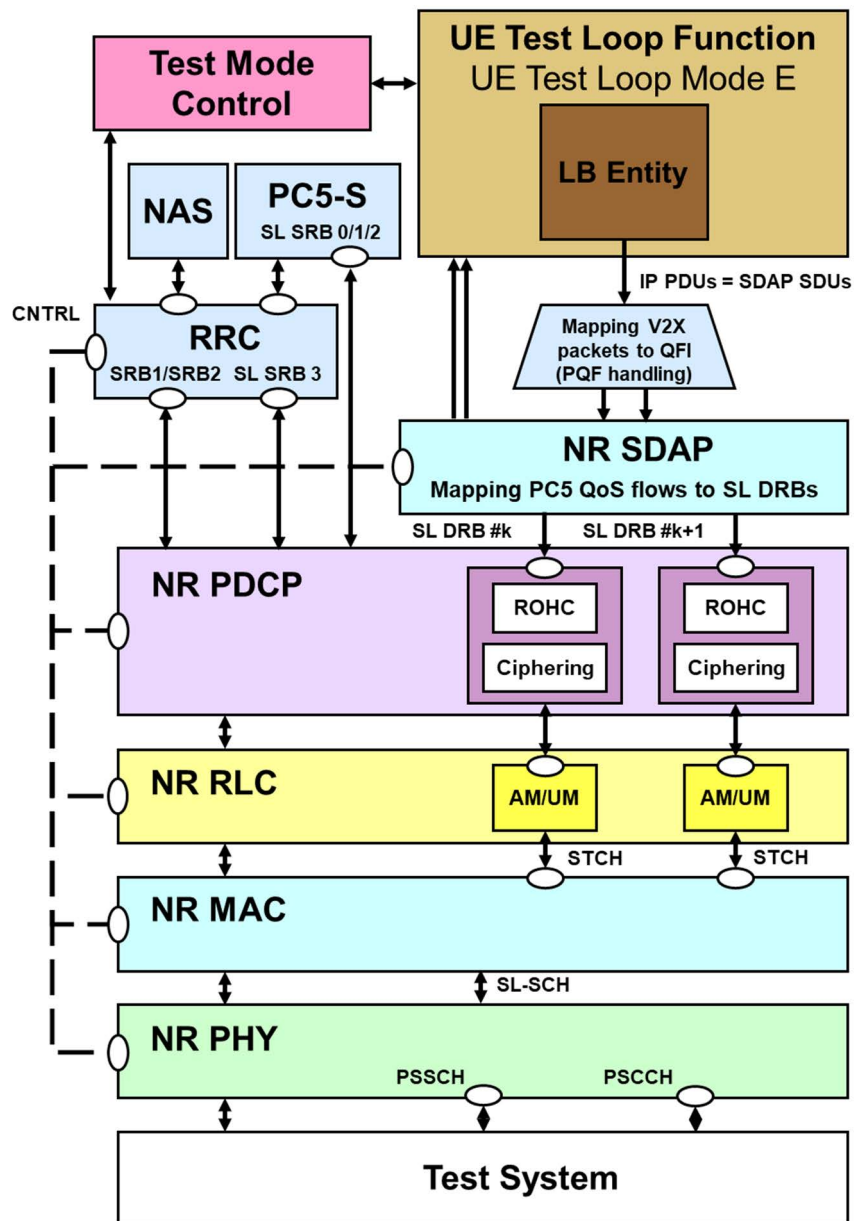 UE Test Loop Function
UE Test Loop Mode E
Test Mode
Control
LB Entity
NAS
PC5-S
SL SRB 0/1/2
IP PDUs = SDAP SDUs
CNTRL
RRC
SRB1/SRB2 SL SRB 3
Mapping V2X
packets to QFI
(PQF handling)
NR SDAP
Mapping PC5 QoS flows to SL DRBs
SL DRB #k
SL DRB #k+1
NR PDCP
ROHC
ROHC
Ciphering
Ciphering
NR RLC
AM/UM
AM/UM
STCH
STCH
NR MAC
SL-SCH
NR PHY
PSSCH
PSCCH
Test System